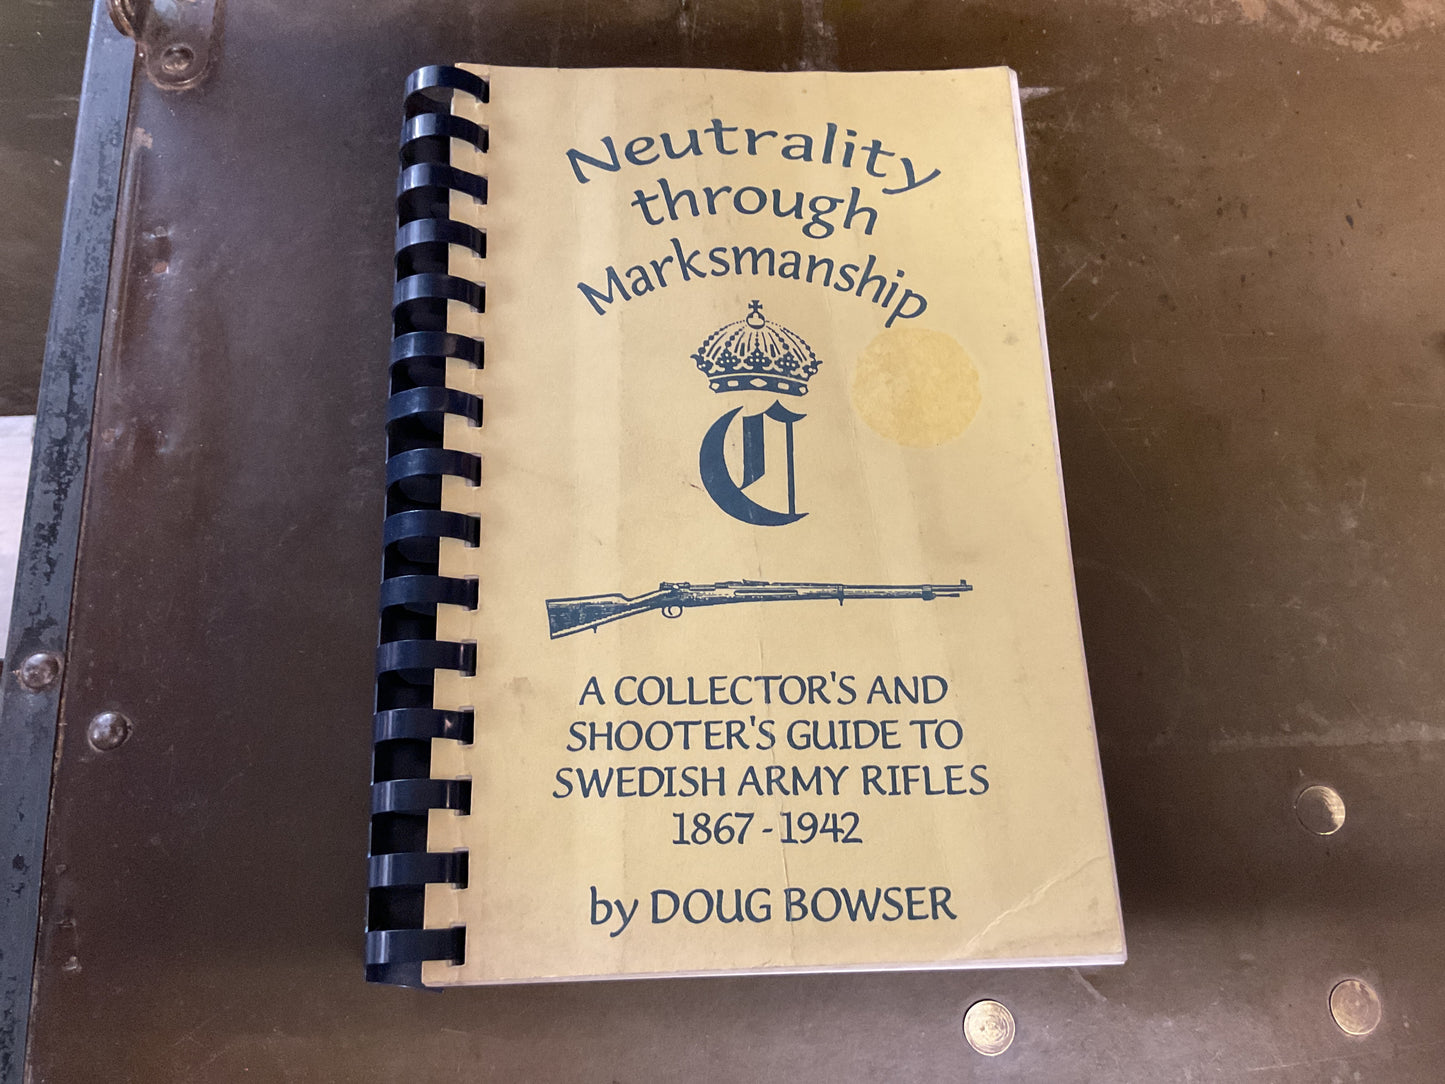 Neutrality
through
Marksmanship
C
A COLLECTOR'S AND
SHOOTER'S GUIDE TO
SWEDISH ARMY RIFLES
1867 - 1942
by DOUG BOWSER